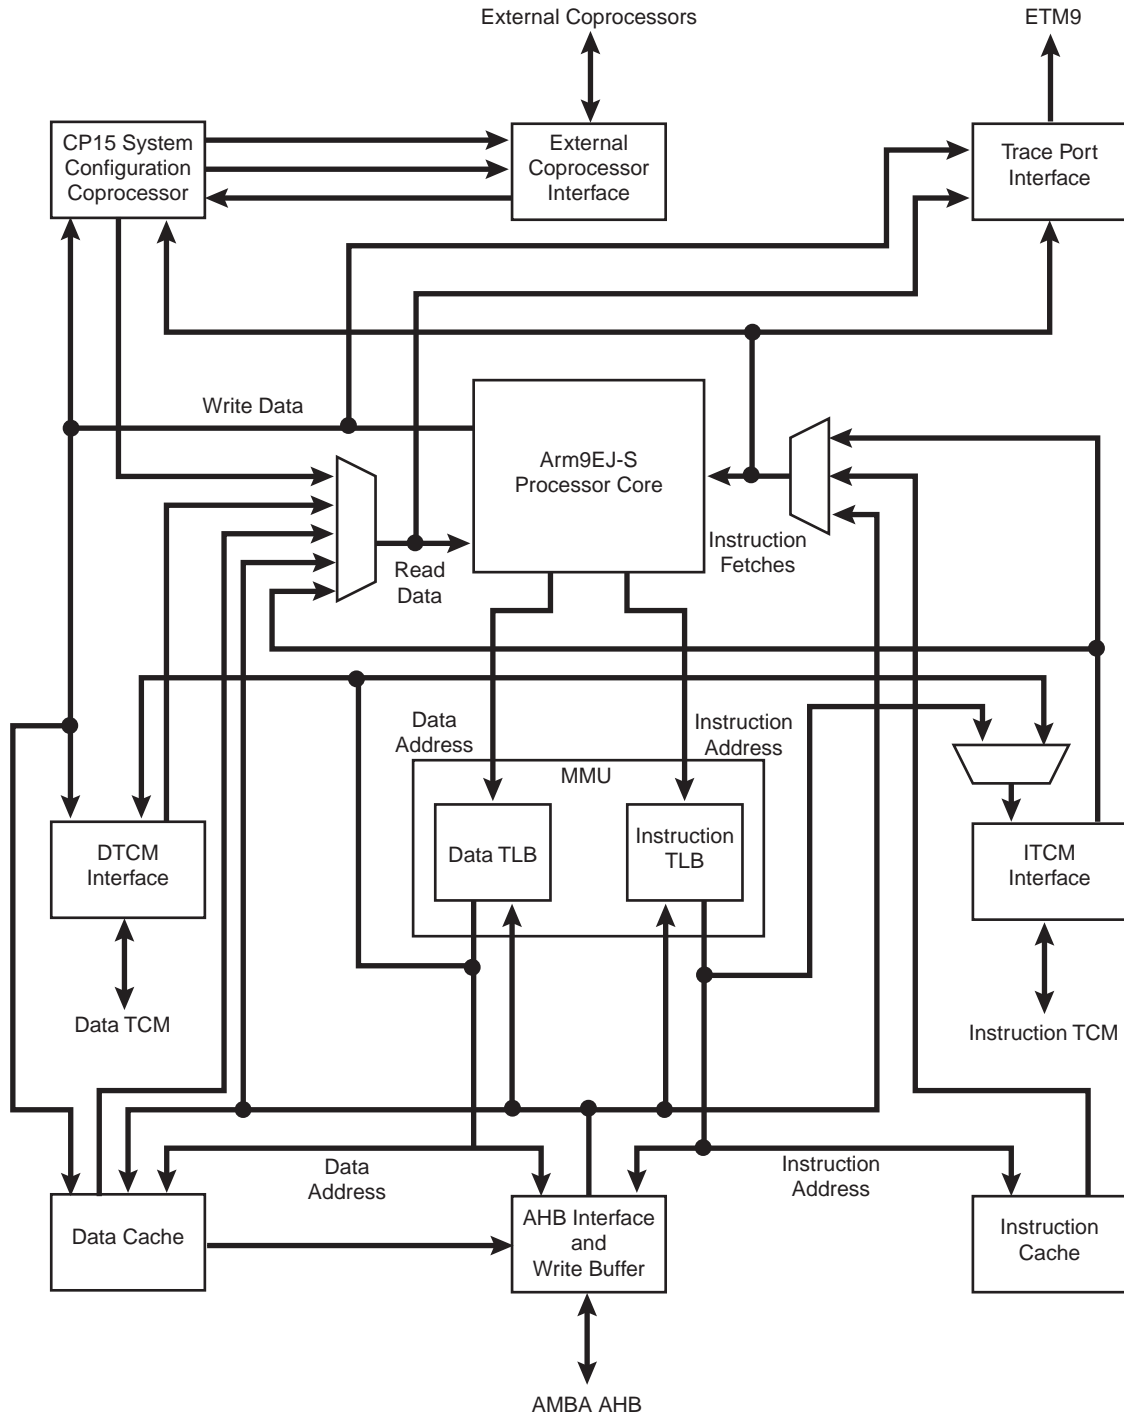 External Coprocessors
ETM9
CP15 System
Configuration
Coprocessor
External
Coprocessor
Interface
Trace Port
Interface
Write Data
Arm9EJ-S
Processor Core
Instruction
Fetches
Read
Data
Data
Address
Instruction
Address
MMU
Data TLB
Instruction
TLB
DTCM
Interface
ITCM
Interface
Data TCM
Instruction TCM
Data
Address
Instruction
Address
Data Cache
AHB Interface
and
Write Buffer
Instruction
Cache
AMBA AHB